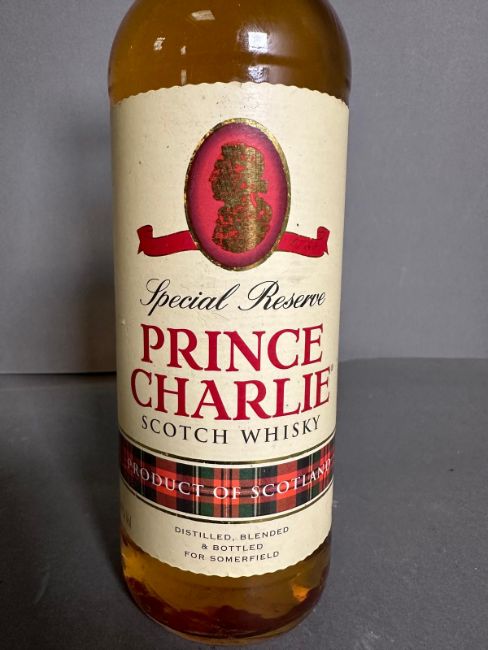 Special Reserve
PRINCE
CHARLIE
SCOTCH WHISKY
PRODUCT OF SCOTLAND
DISTILLED, BLENDED
& BOTTLED
FOR SOMERFIELD